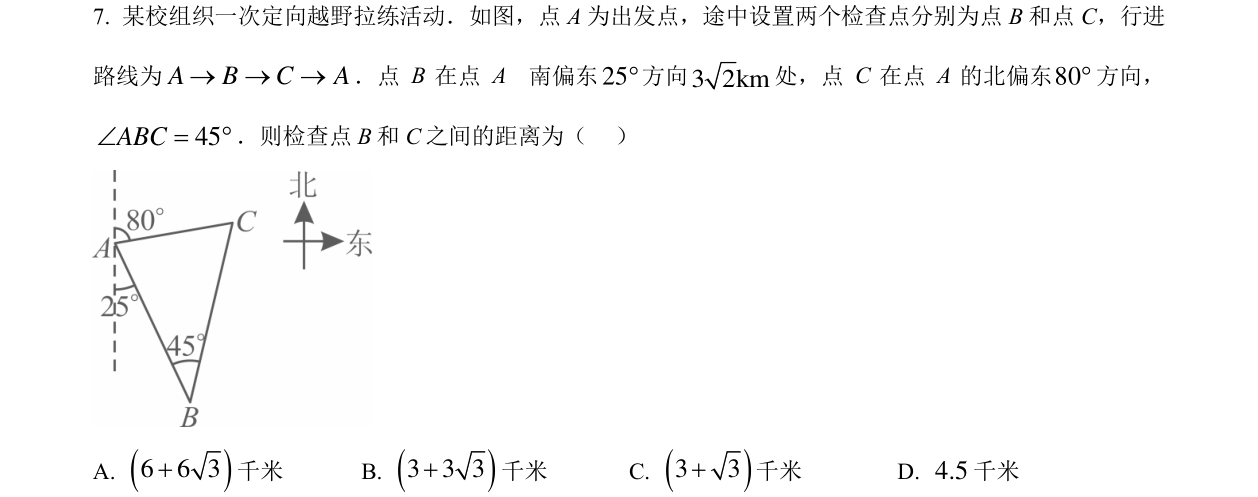 7. 某校组织一次定向越野拉练活动．如图，点 A 为出发点，途中设置两个检查点分别为点 B 和点 C，行进
路线为 A→B→C→A．点 B 在点 A 南偏东 25°方向 3√2km 处，点 C 在点 A 的北偏东80°方向，
∠ABC = 45°．则检查点 B 和 C 之间的距离为（ ）
北
80°
C
A
东
25°
45°
B
A. (6+6√3)千米 B. (3+3√3)千米 C. (3+√3)千米 D. 4.5 千米